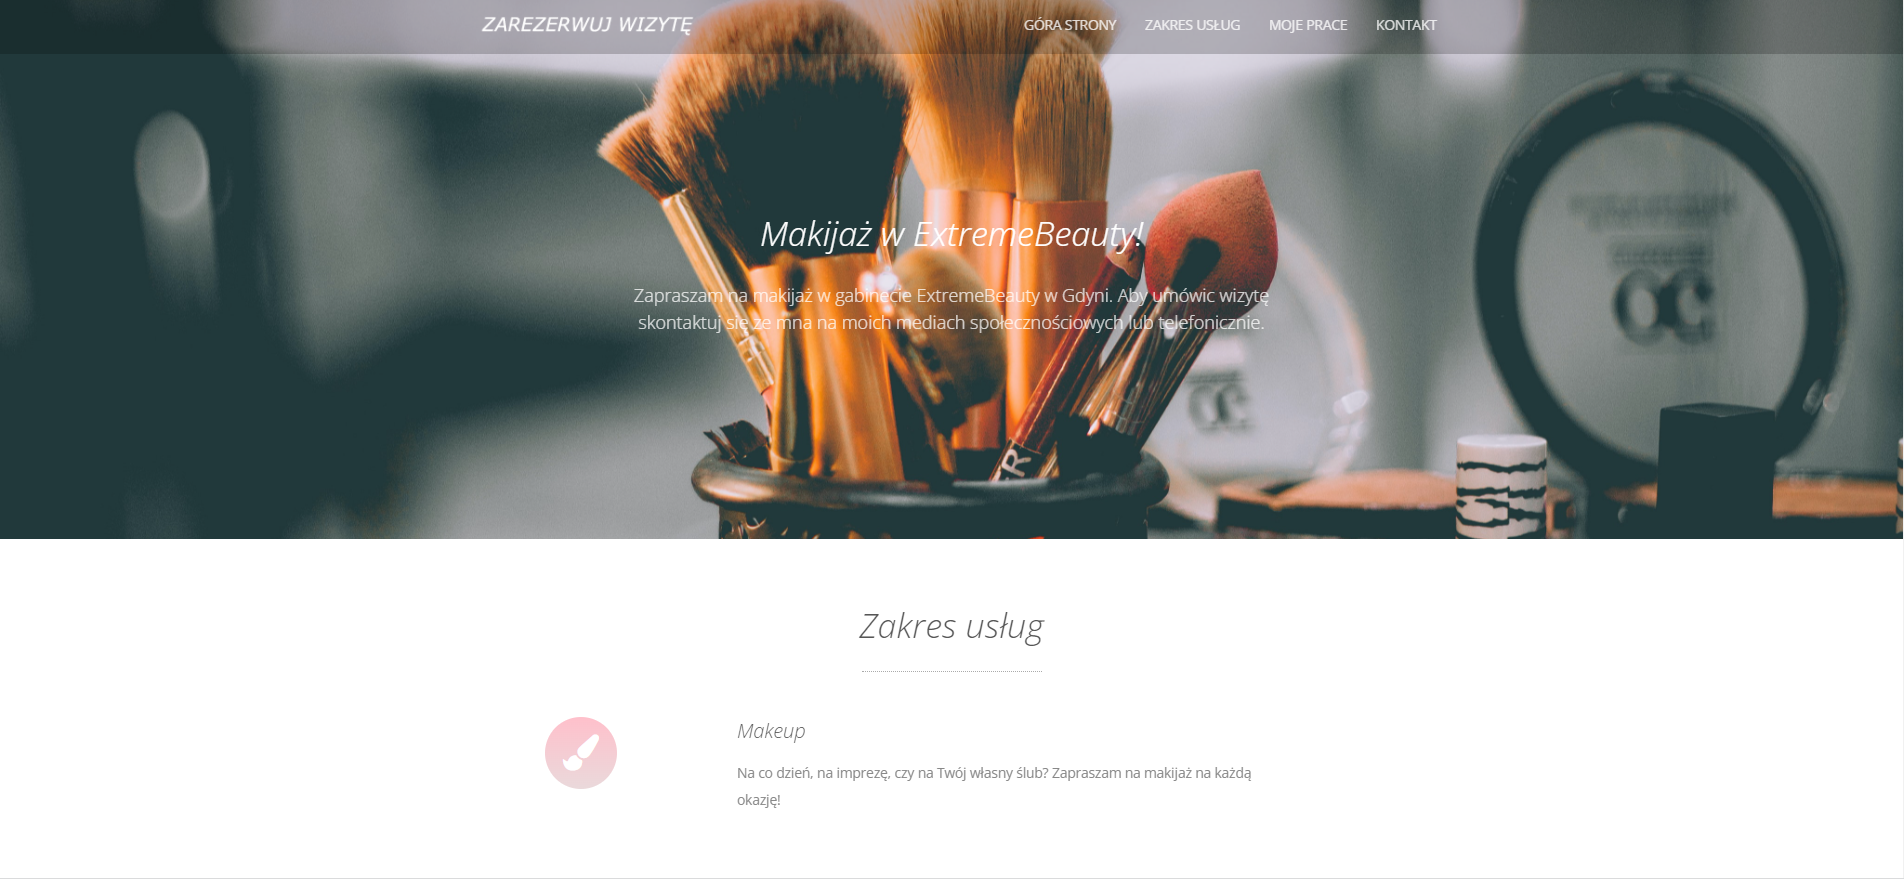 ZAREZERWUJ WIZYTĘ
GÓRA STRONY ZAKRES USŁUG MOJE PRACE KONTAKT
Makijaż w ExtremeBeauty!
Zapraszam na makijaż w gabinecie ExtremeBeauty w Gdyni. Aby umówic wizytę
skontaktuj się ze mna na moich mediach społecznościowych lub telefonicznie.
R
Zakres usług
Makeup
Na co dzień, na imprezę, czy na Twój własny ślub? Zapraszam na makijaż na każdą
okazję!